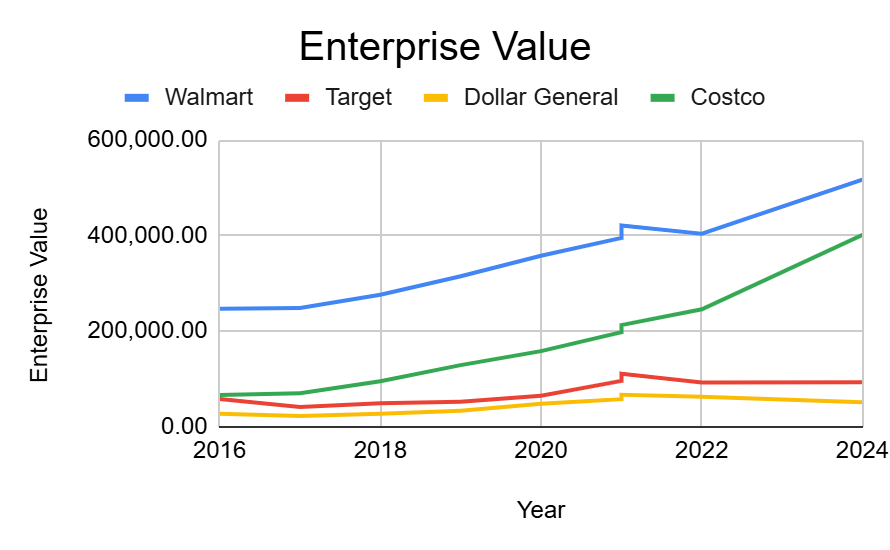 Enterprise Value
Walmart Target Dollar General Costco
600,000.00
400,000.00
200,000.00
0.00
Enterprise Value
2016 2018 2020 2022 2024
Year